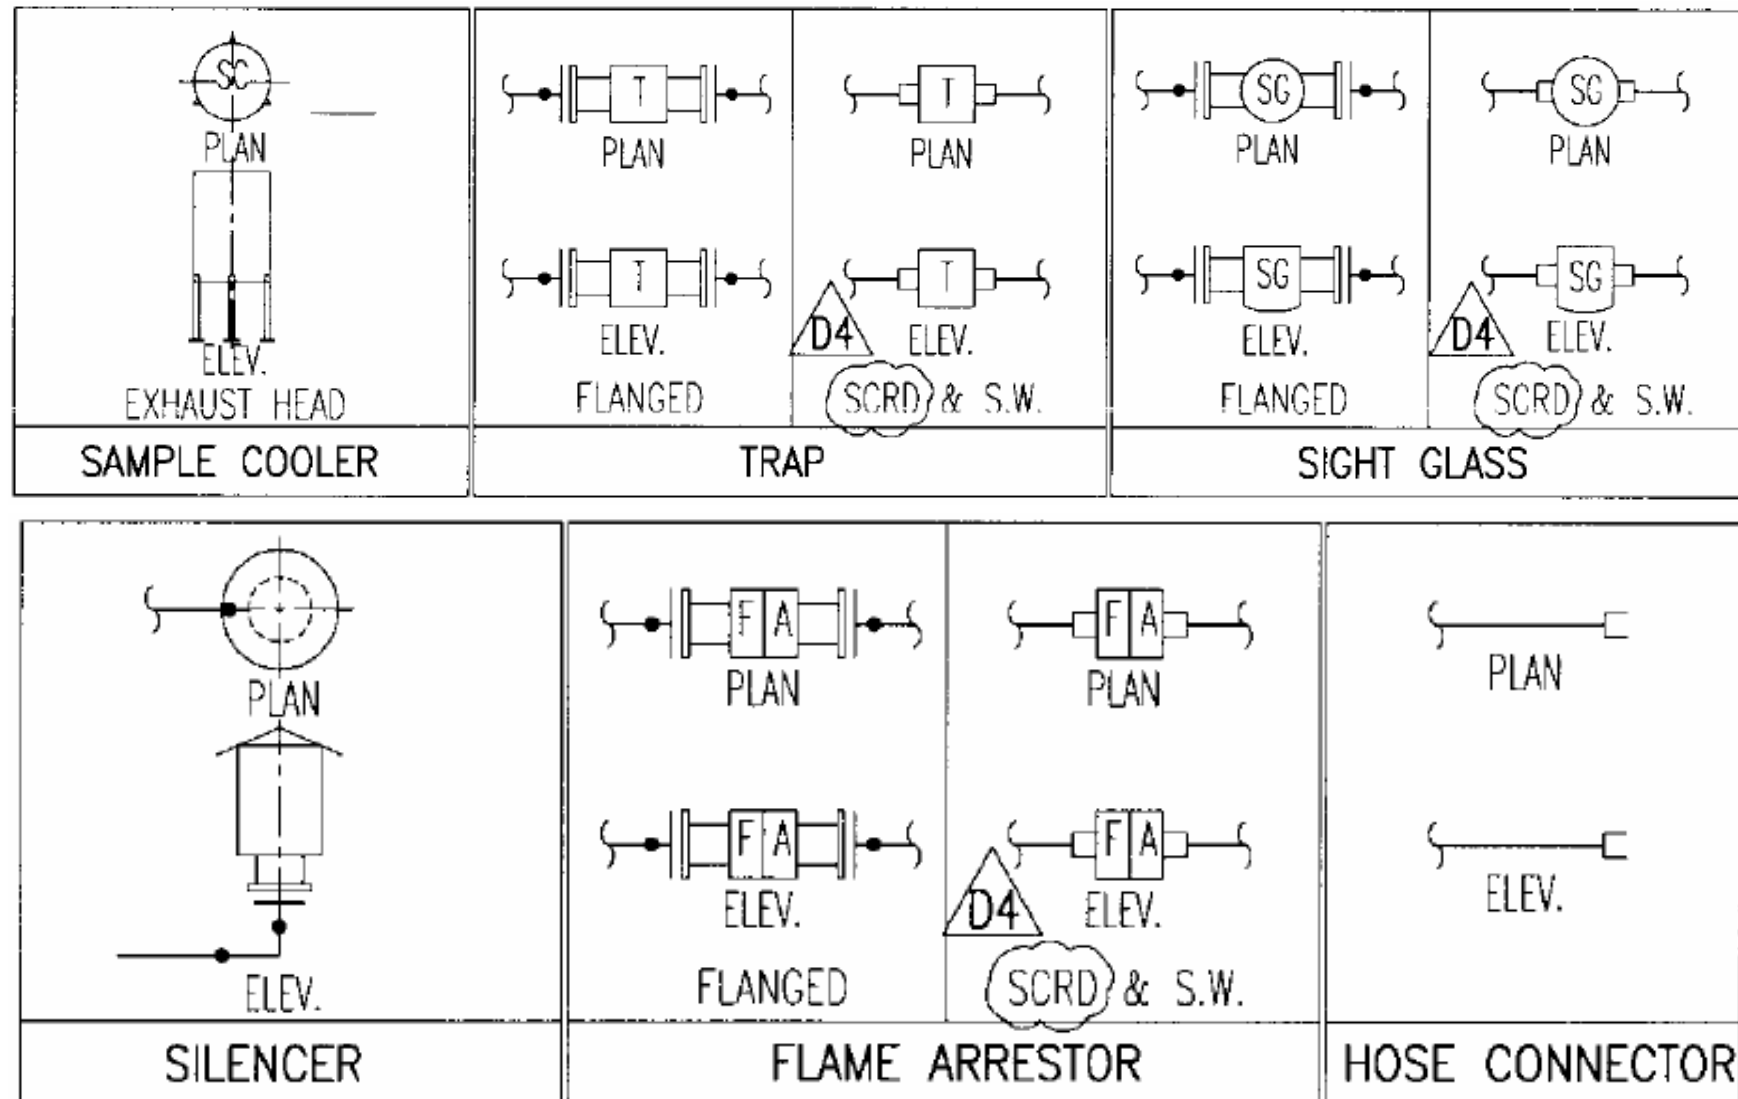 SC
PLAN
ELEV.
EXHAUST HEAD
SAMPLE COOLER
T
PLAN
T
ELEV.
FLANGED
T
PLAN
T
D4
ELEV.
SCRD & S.W.
TRAP
SG
PLAN
SG
ELEV.
FLANGED
SG
PLAN
SG
D4
ELEV.
SCRD & S.W.
SIGHT GLASS
PLAN
ELEV.
SILENCER
F A
PLAN
F A
ELEV.
FLANGED
F A
PLAN
F A
D4
ELEV.
SCRD & S.W.
FLAME ARRESTOR
PLAN
ELEV.
HOSE CONNECTOR